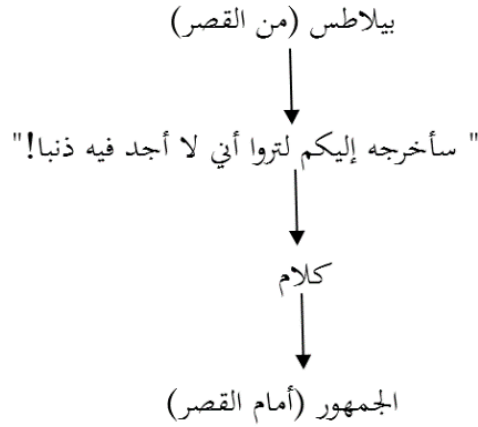 بيلاطس (من القصر)
" سأخرجه إليكم لتروا أني لا أجد فيه ذنبا!"
كلام
الجمهور (أمام القصر)